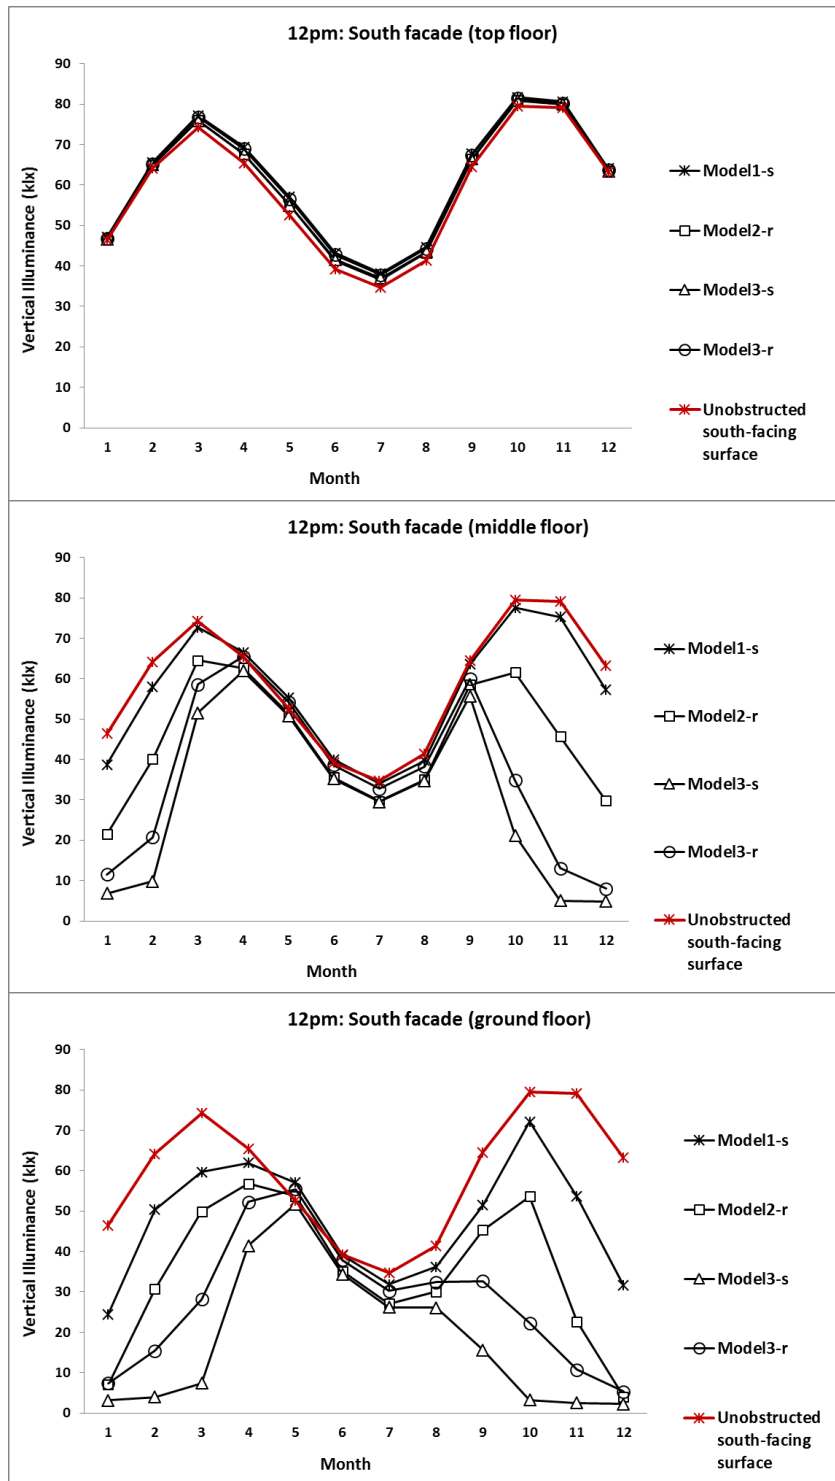 12pm: South facade (top floor)
Vertical Illuminance (klx)
90
80
70
60
50
40
30
20
10
0
1 2 3 4 5 6 7 8 9 10 11 12
Month
Model1-s
Model2-r
Model3-s
Model3-r
Unobstructed
south-facing
surface
12pm: South facade (middle floor)
Vertical Illuminance (klx)
90
80
70
60
50
40
30
20
10
0
1 2 3 4 5 6 7 8 9 10 11 12
Month
Model1-s
Model2-r
Model3-s
Model3-r
Unobstructed
south-facing
surface
12pm: South facade (ground floor)
Vertical Illuminance (klx)
90
80
70
60
50
40
30
20
10
0
1 2 3 4 5 6 7 8 9 10 11 12
Month
Model1-s
Model2-r
Model3-s
Model3-r
Unobstructed
south-facing
surface